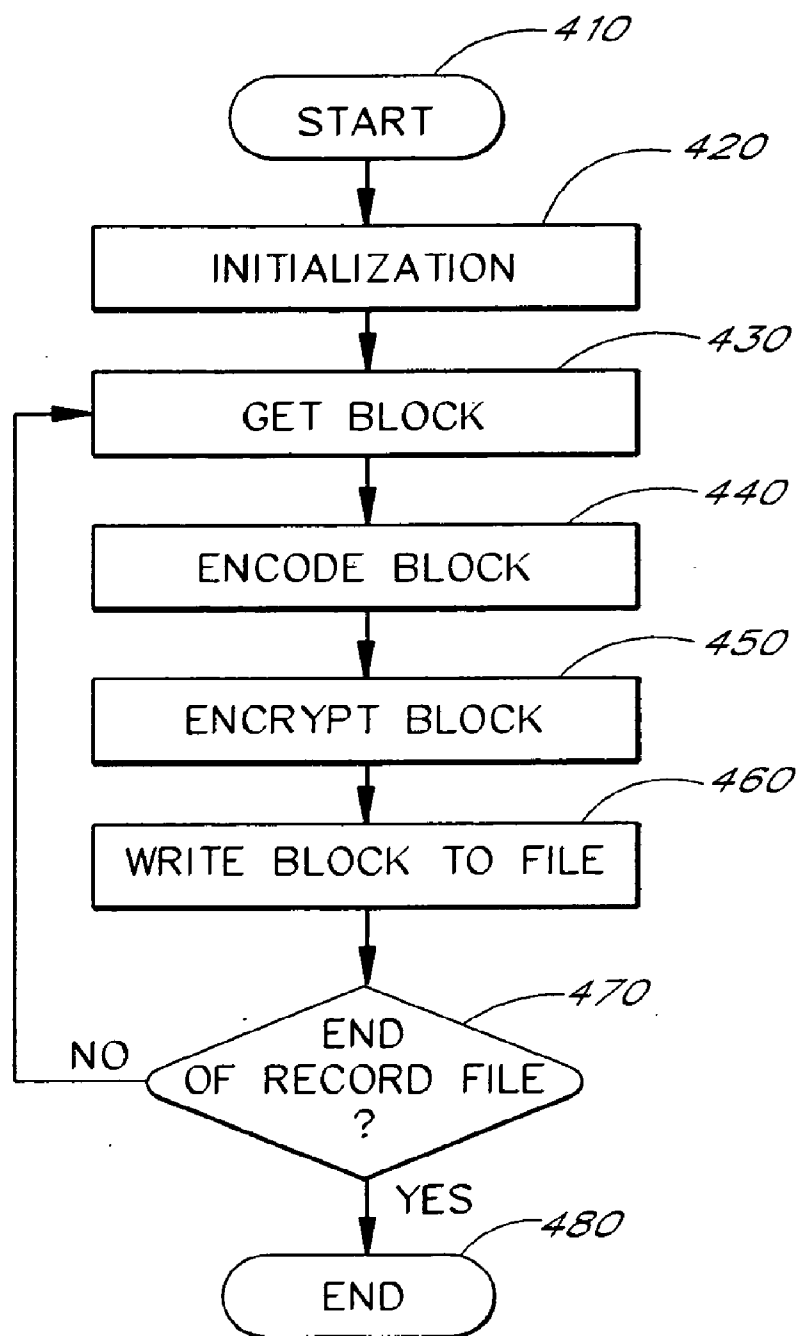 410
START
420
INITIALIZATION
430
GET BLOCK
440
ENCODE BLOCK
450
ENCRYPT BLOCK
460
WRITE BLOCK TO FILE
470
END
OF RECORD FILE
?
NO
YES
480
END